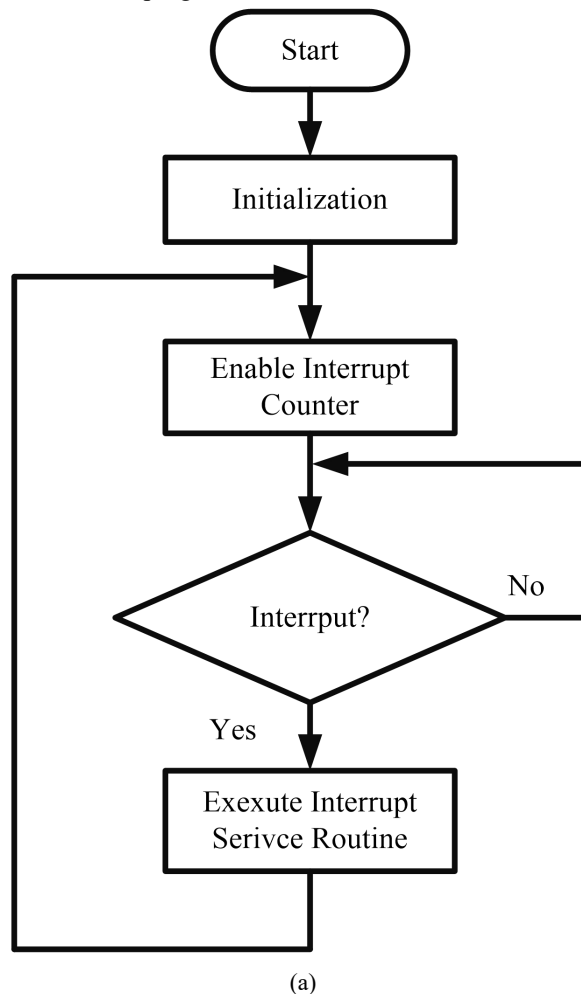 Start
Initialization
Enable Interrupt
Counter
Interrput?
No
Yes
Exexute Interrupt
Serivce Routine
(a)